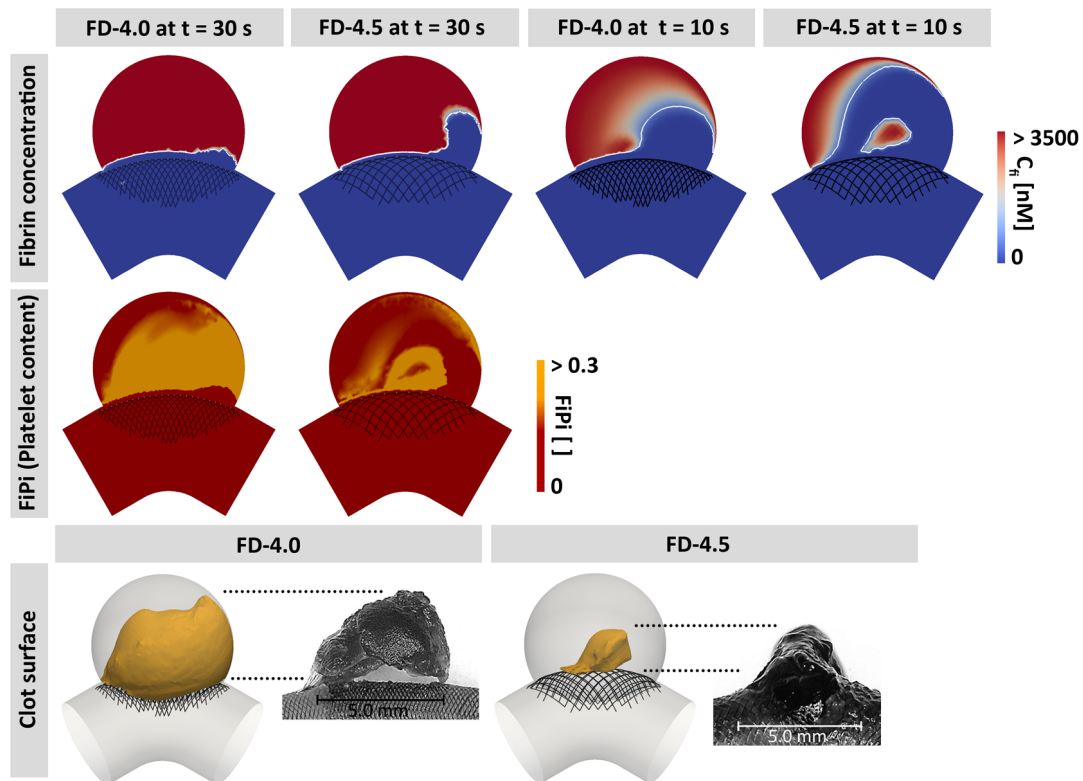 FD-4.0 at t = 30 s
FD-4.5 at t = 30 s
FD-4.0 at t = 10 s
FD-4.5 at t = 10 s
Fibrin concentration
> 3500
C_fi [nM]
0
FiPi (Platelet content)
> 0.3
FiPi [ ]
0
FD-4.0
FD-4.5
Clot surface
5.0 mm
5.0 mm